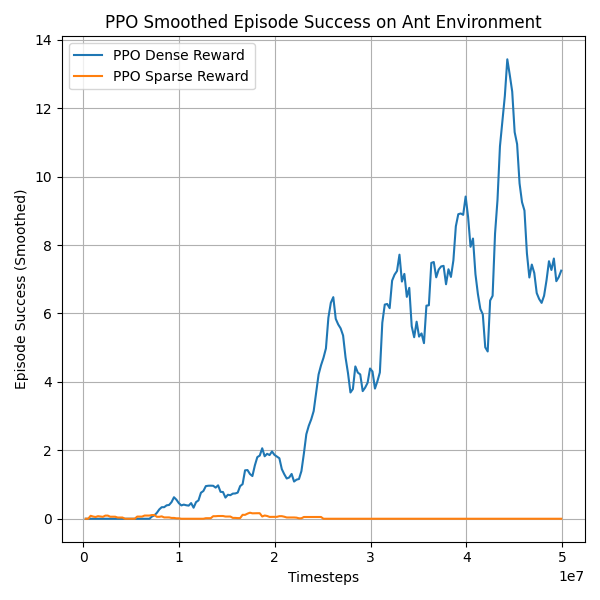 PPO Smoothed Episode Success on Ant Environment
PPO Dense Reward
PPO Sparse Reward
Episode Success (Smoothed)
14
12
10
8
6
4
2
0
0
1
2
3
4
5
1e7
Timesteps